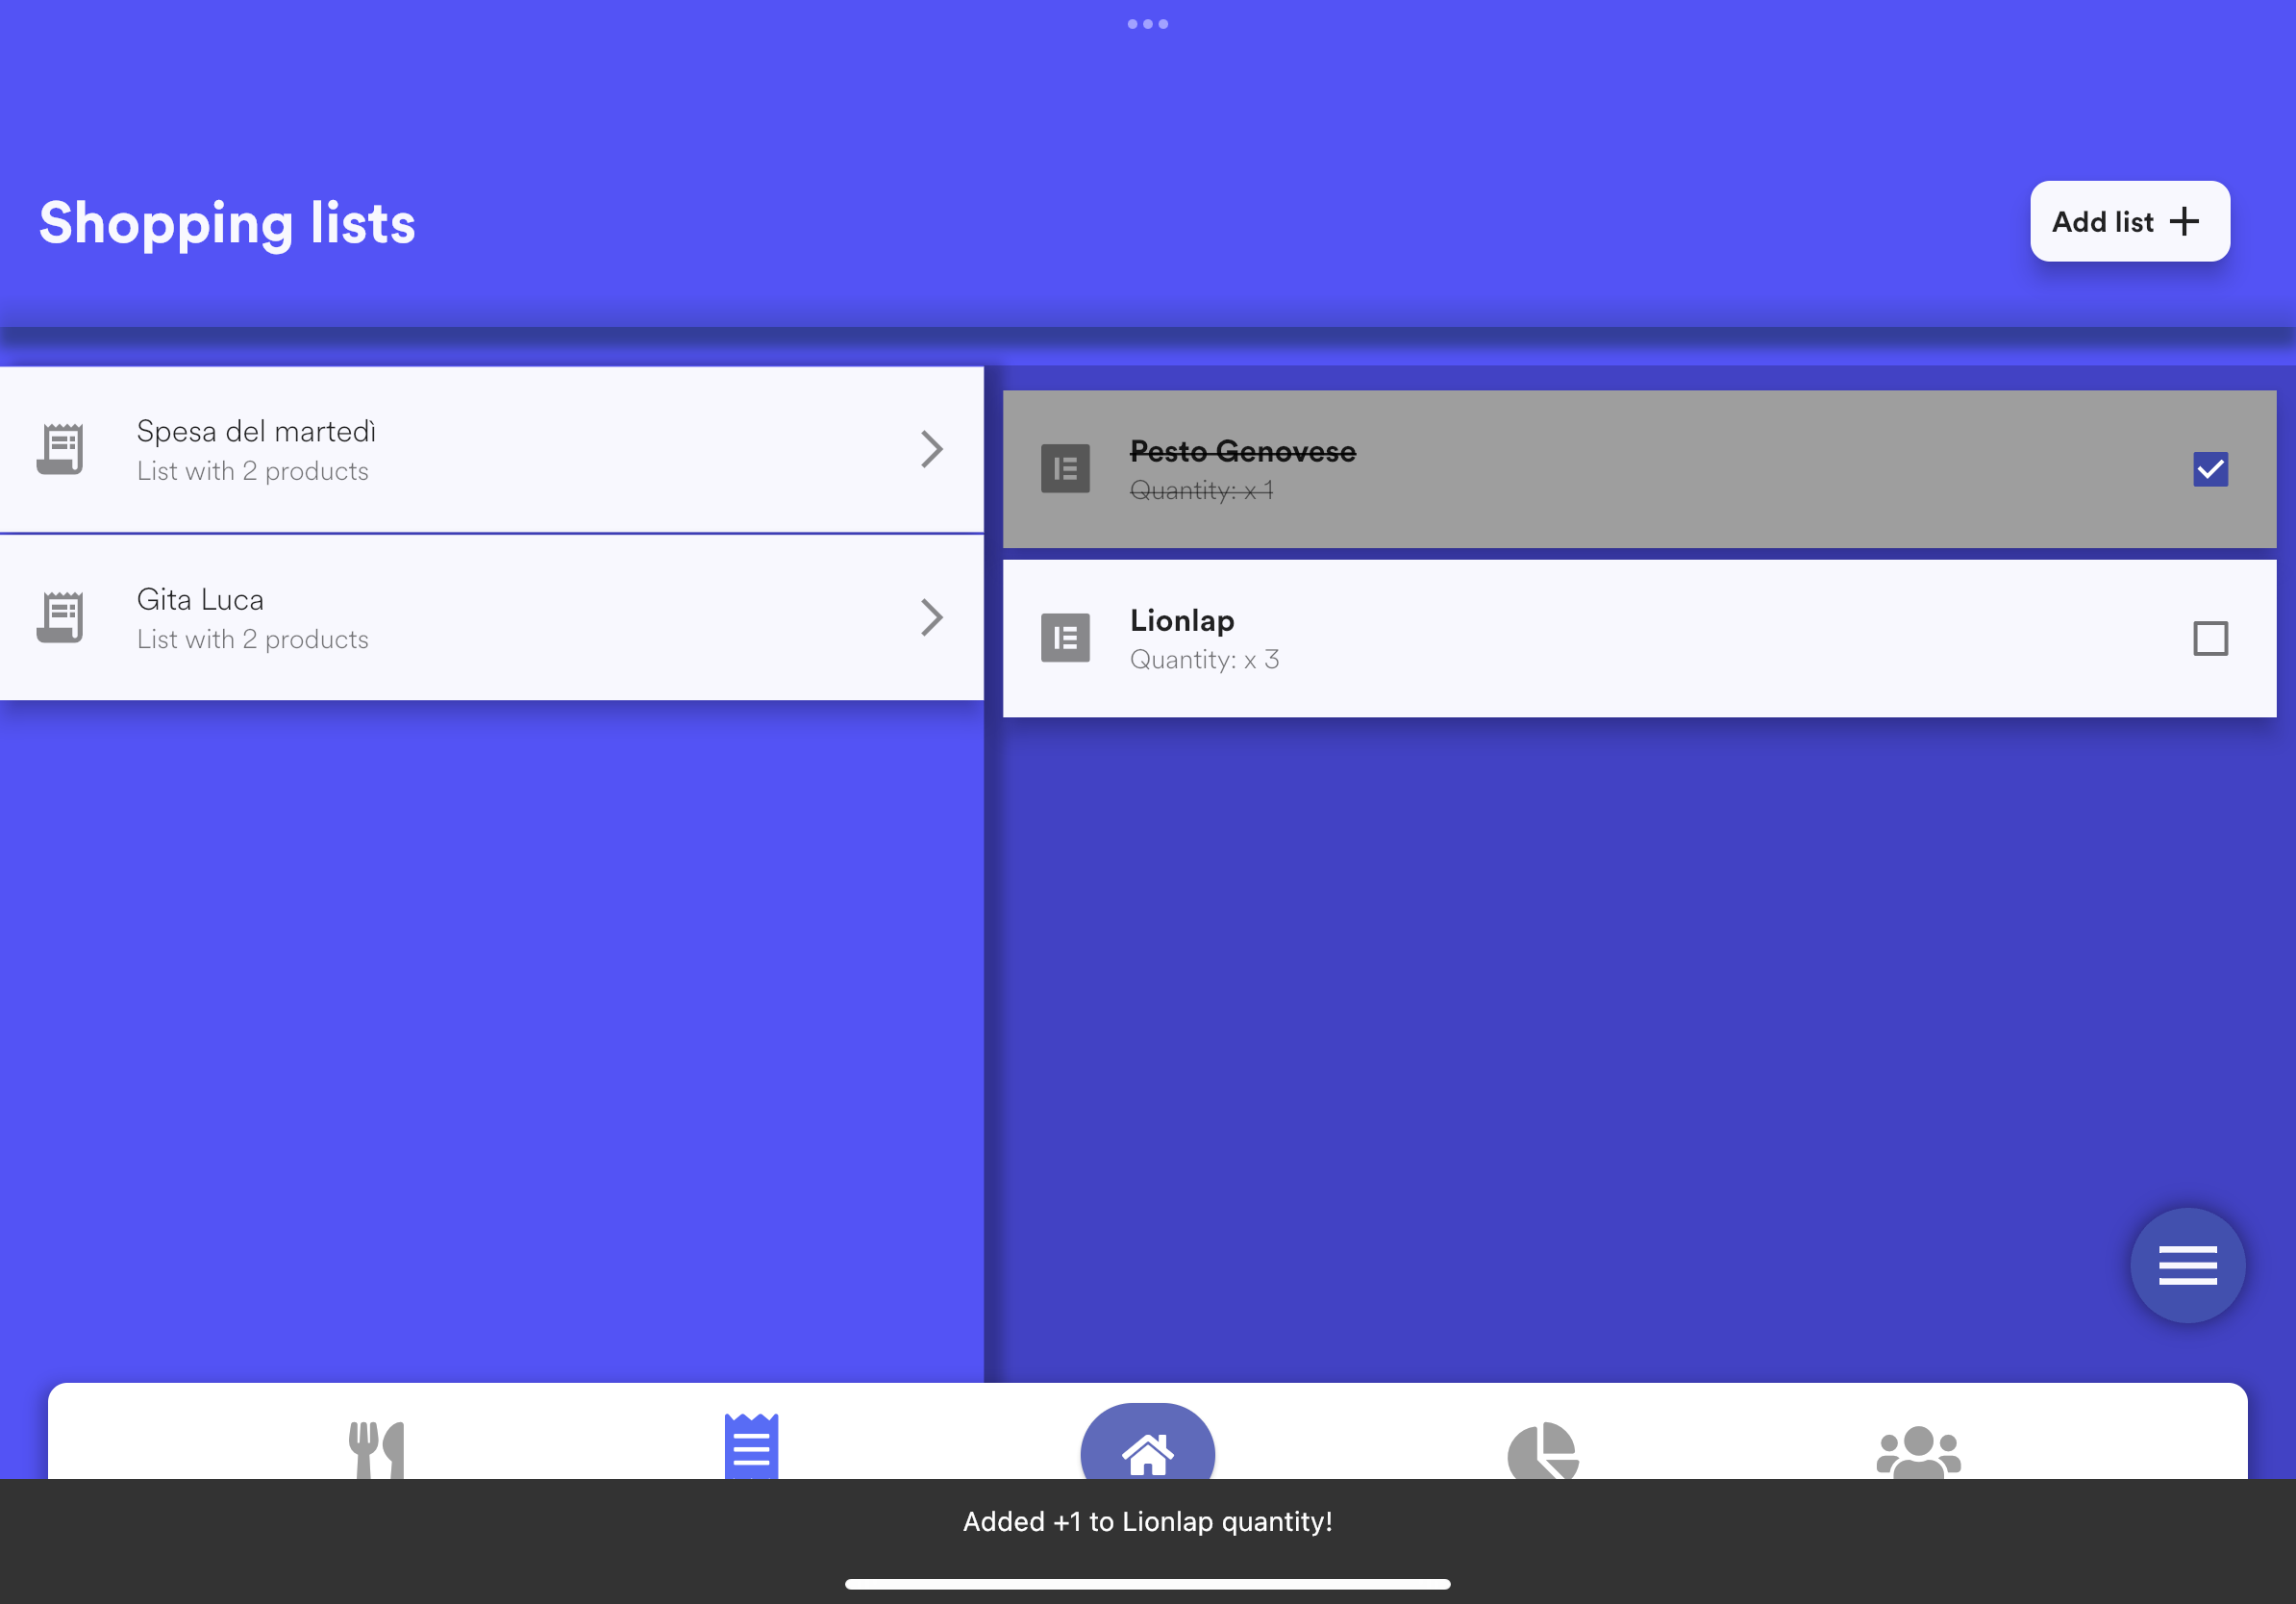 Shopping lists
Add list
Spesa del martedì
List with 2 products
Gita Luca
List with 2 products
Pesto Genovese
Quantity: x 1
Lionlap
Quantity: x 3
Added +1 to Lionlap quantity!